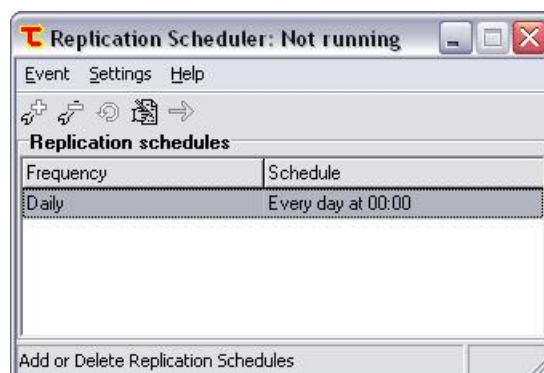 Replication Scheduler: Not running
Event Settings Help
Replication schedules
Frequency Schedule
Daily Every day at 00:00
Add or Delete Replication Schedules